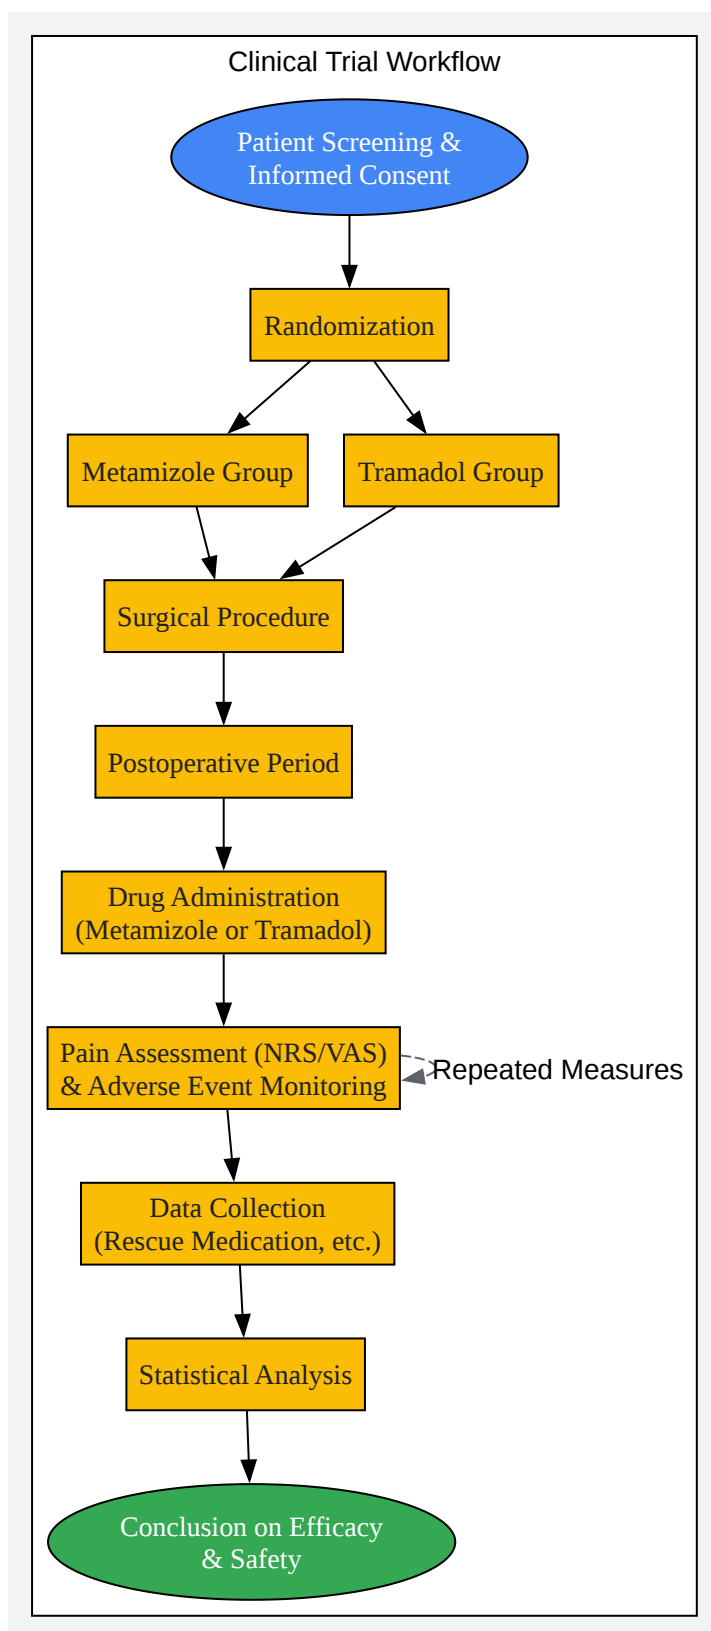 Clinical Trial Workflow
Patient Screening &
Informed Consent
Randomization
Metamizole Group
Tramadol Group
Surgical Procedure
Postoperative Period
Drug Administration
(Metamizole or Tramadol)
Pain Assessment (NRS/VAS)
& Adverse Event Monitoring
Repeated Measures
Data Collection
(Rescue Medication, etc.)
Statistical Analysis
Conclusion on Efficacy
& Safety